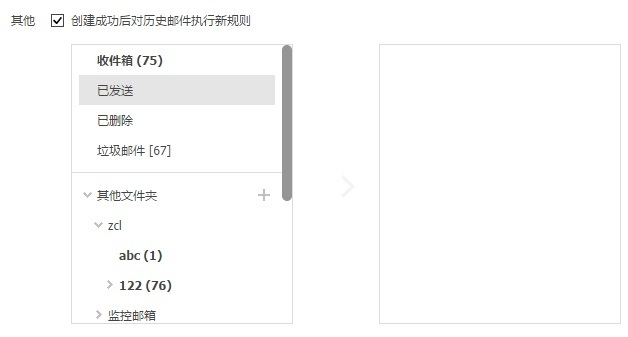 其他 创建成功后对历史邮件执行新规则
收件箱 (75)
已发送
已删除
垃圾邮件 [67]
其他文件夹
zcl
abc (1)
122 (76)
监控邮箱